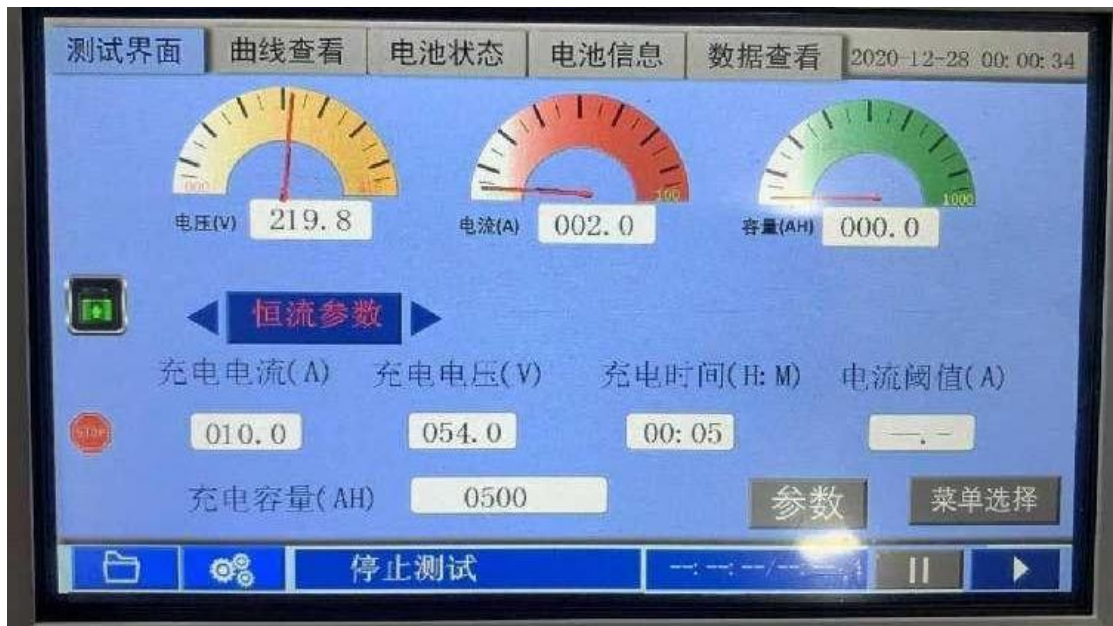 测试界面 曲线查看 电池状态 电池信息 数据查看 2020-12-28 00:00:34
000 100 1000
电压(V) 219.8 电流(A) 002.0 容量(AH) 000.0
恒流参数
充电电流(A) 充电电压(V) 充电时间(H:M) 电流阈值(A)
STOP 010.0 054.0 00:05 —.–
充电容量(AH) 0500 参数 菜单选择
停止测试